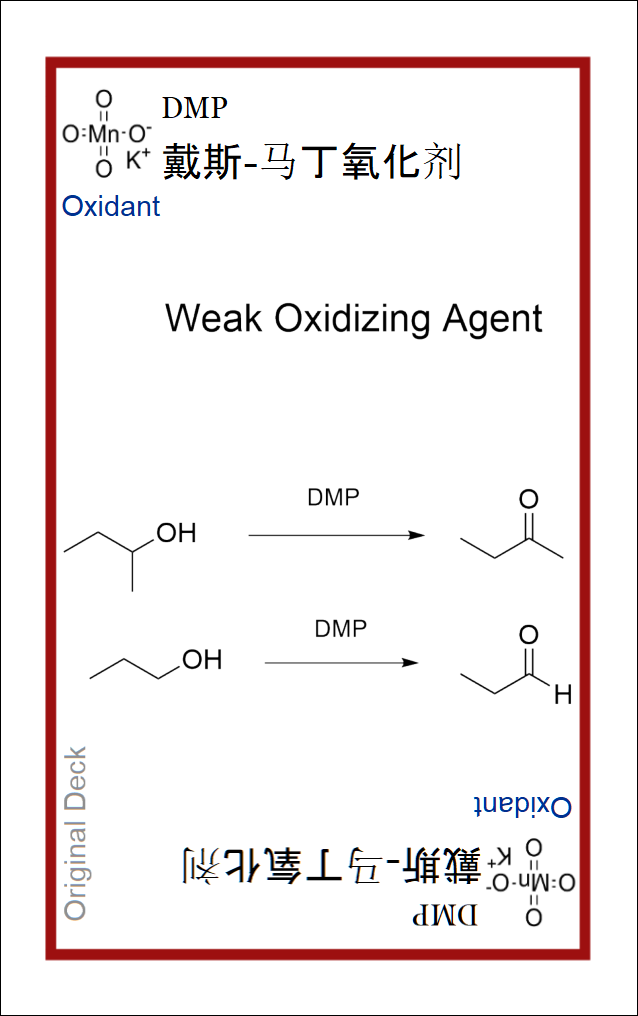 O
O=Mn-O-
K+
O
DMP
戴斯-马丁氧化剂
Oxidant
Weak Oxidizing Agent
DMP
OH
O
DMP
OH
O
H
Original Deck
Oxidant
戴斯-马丁氧化剂
DMP
O
O=Mn-O-
K+
O